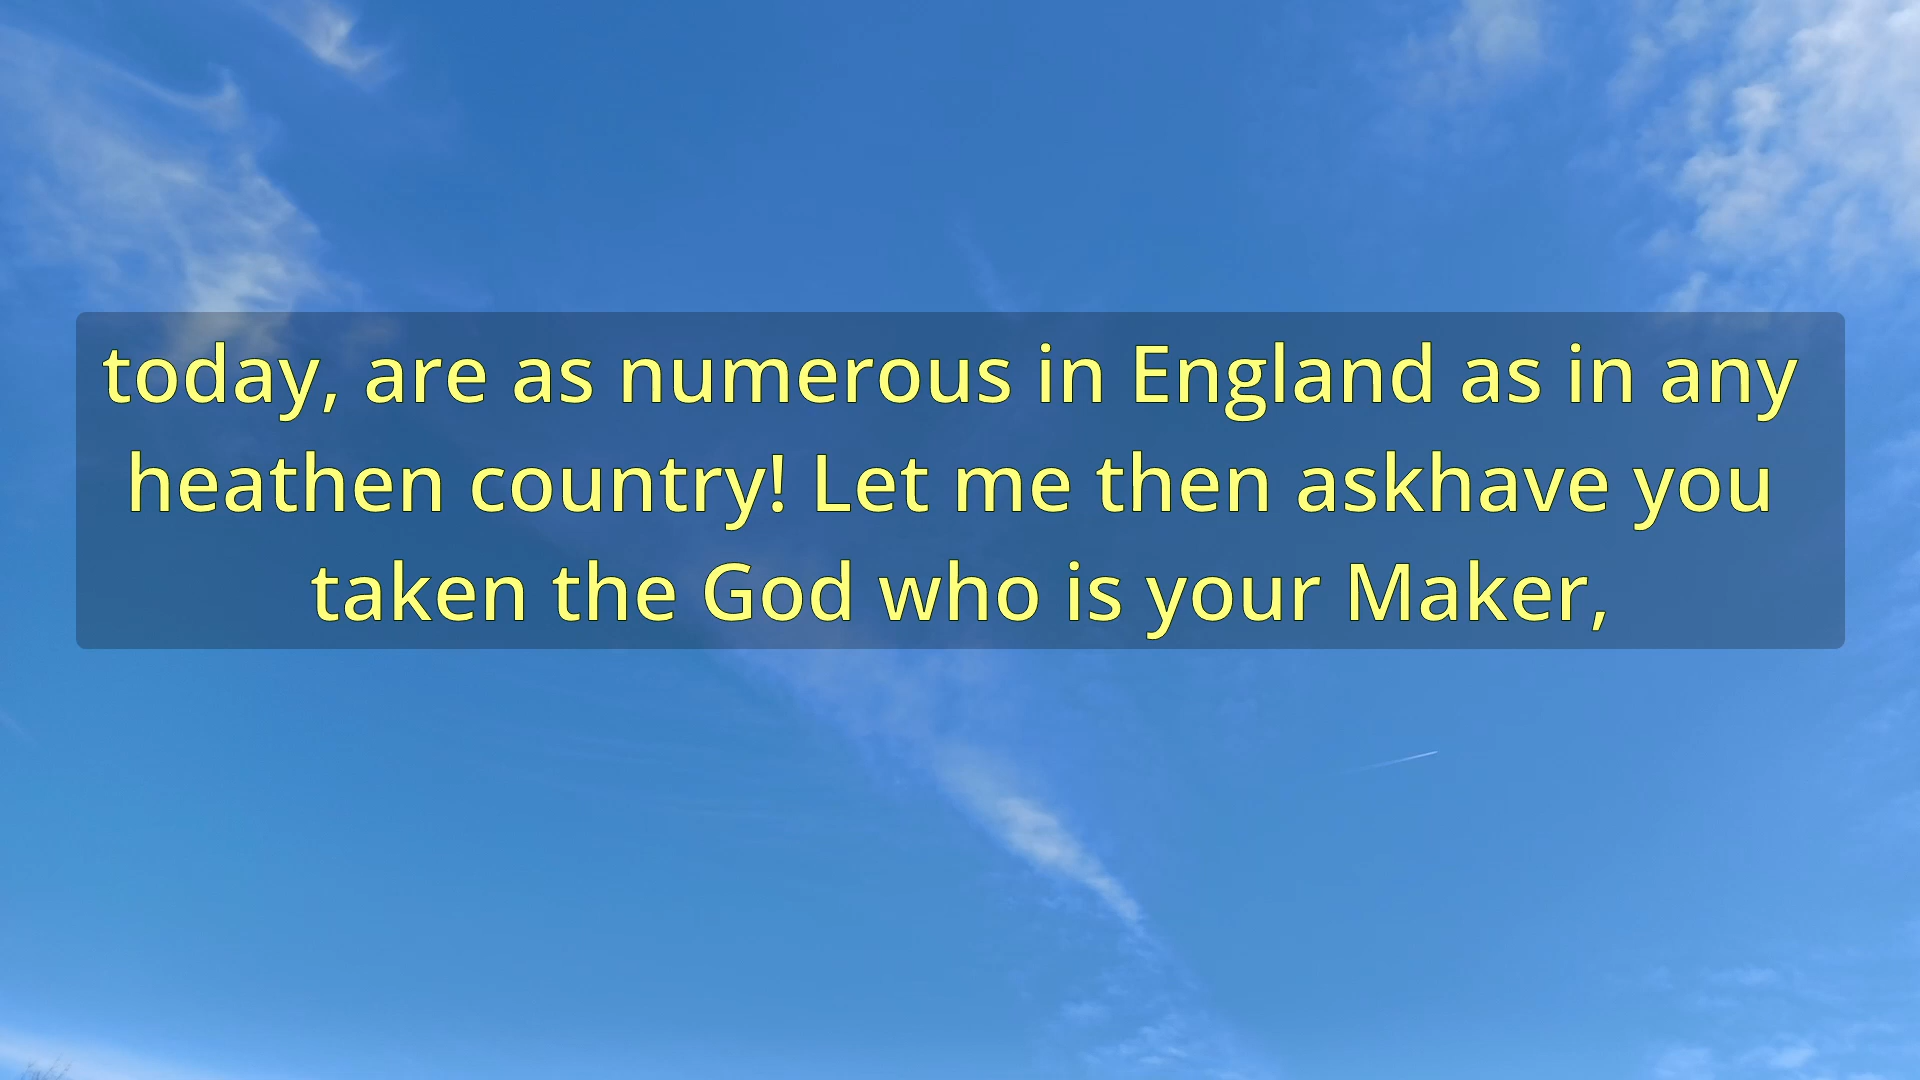 today, are as numerous in England as in any
heathen country! Let me then askhave you
taken the God who is your Maker,